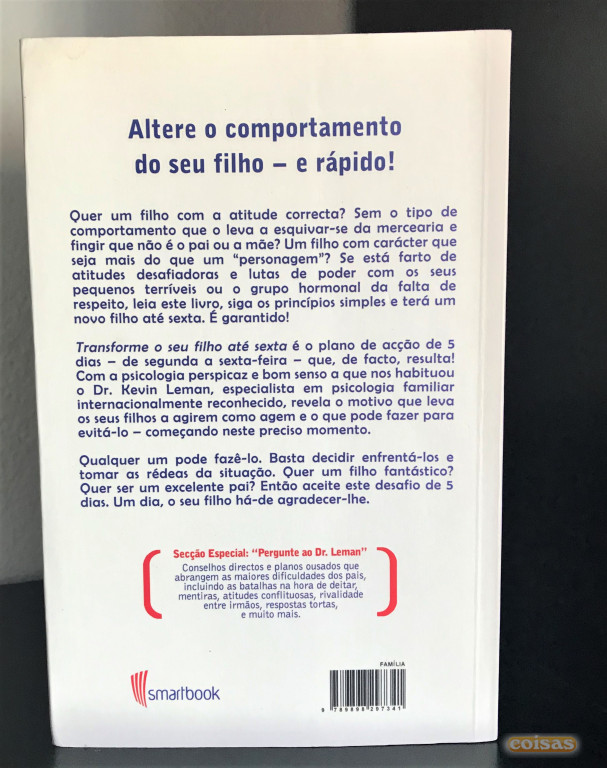 Altere o comportamento
do seu filho – e rápido!
Quer um filho com a atitude correcta? Sem o tipo de
comportamento que o leva a esquivar-se da mercearia e
fingir que não é o pai ou a mãe? Um filho com carácter que
seja mais do que um “personagem”? Se está farto de
atitudes desafiadoras e lutas de poder com os seus
pequenos terríveis ou o grupo hormonal da falta de
respeito, leia este livro, siga os princípios simples e terá um
novo filho até sexta. É garantido!
Transforme o seu filho até sexta é o plano de acção de 5
dias – de segunda a sexta-feira – que, de facto, resulta!
Com a psicologia perspicaz e bom senso a que nos habituou
o Dr. Kevin Leman, especialista em psicologia familiar
internacionalmente reconhecido, revela o motivo que leva
os seus filhos a agirem como agem e o que pode fazer para
evitá-lo – começando neste preciso momento.
Qualquer um pode fazê-lo. Basta decidir enfrentá-los e
tomar as rédeas da situação. Quer um filho fantástico?
Quer ser um excelente pai? Então aceite este desafio de 5
dias. Um dia, o seu filho há-de agradecer-lhe.
Secção Especial: “Pergunte ao Dr. Leman”
Conselhos directos e planos ousados que
abrangem as maiores dificuldades dos pais,
incluindo as batalhas na hora de deitar,
mentiras, atitudes conflituosas, rivalidade
entre irmãos, respostas tortas,
e muito mais.
FAMÍLIA
smartbook
9 789898 297341
coisas